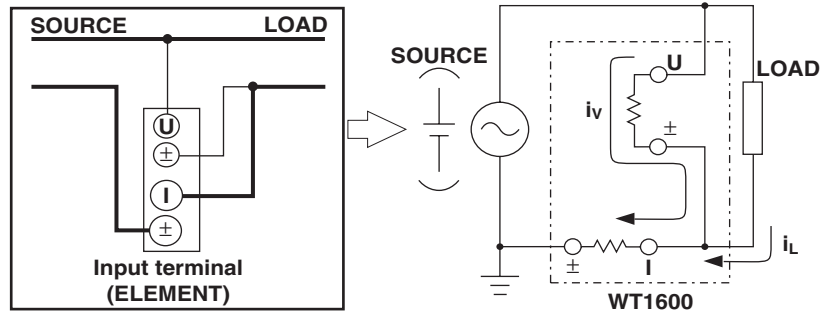 SOURCE LOAD
U
±
I
±
Input terminal
(ELEMENT)
SOURCE
U
iV
±
LOAD
± I
iL
WT1600